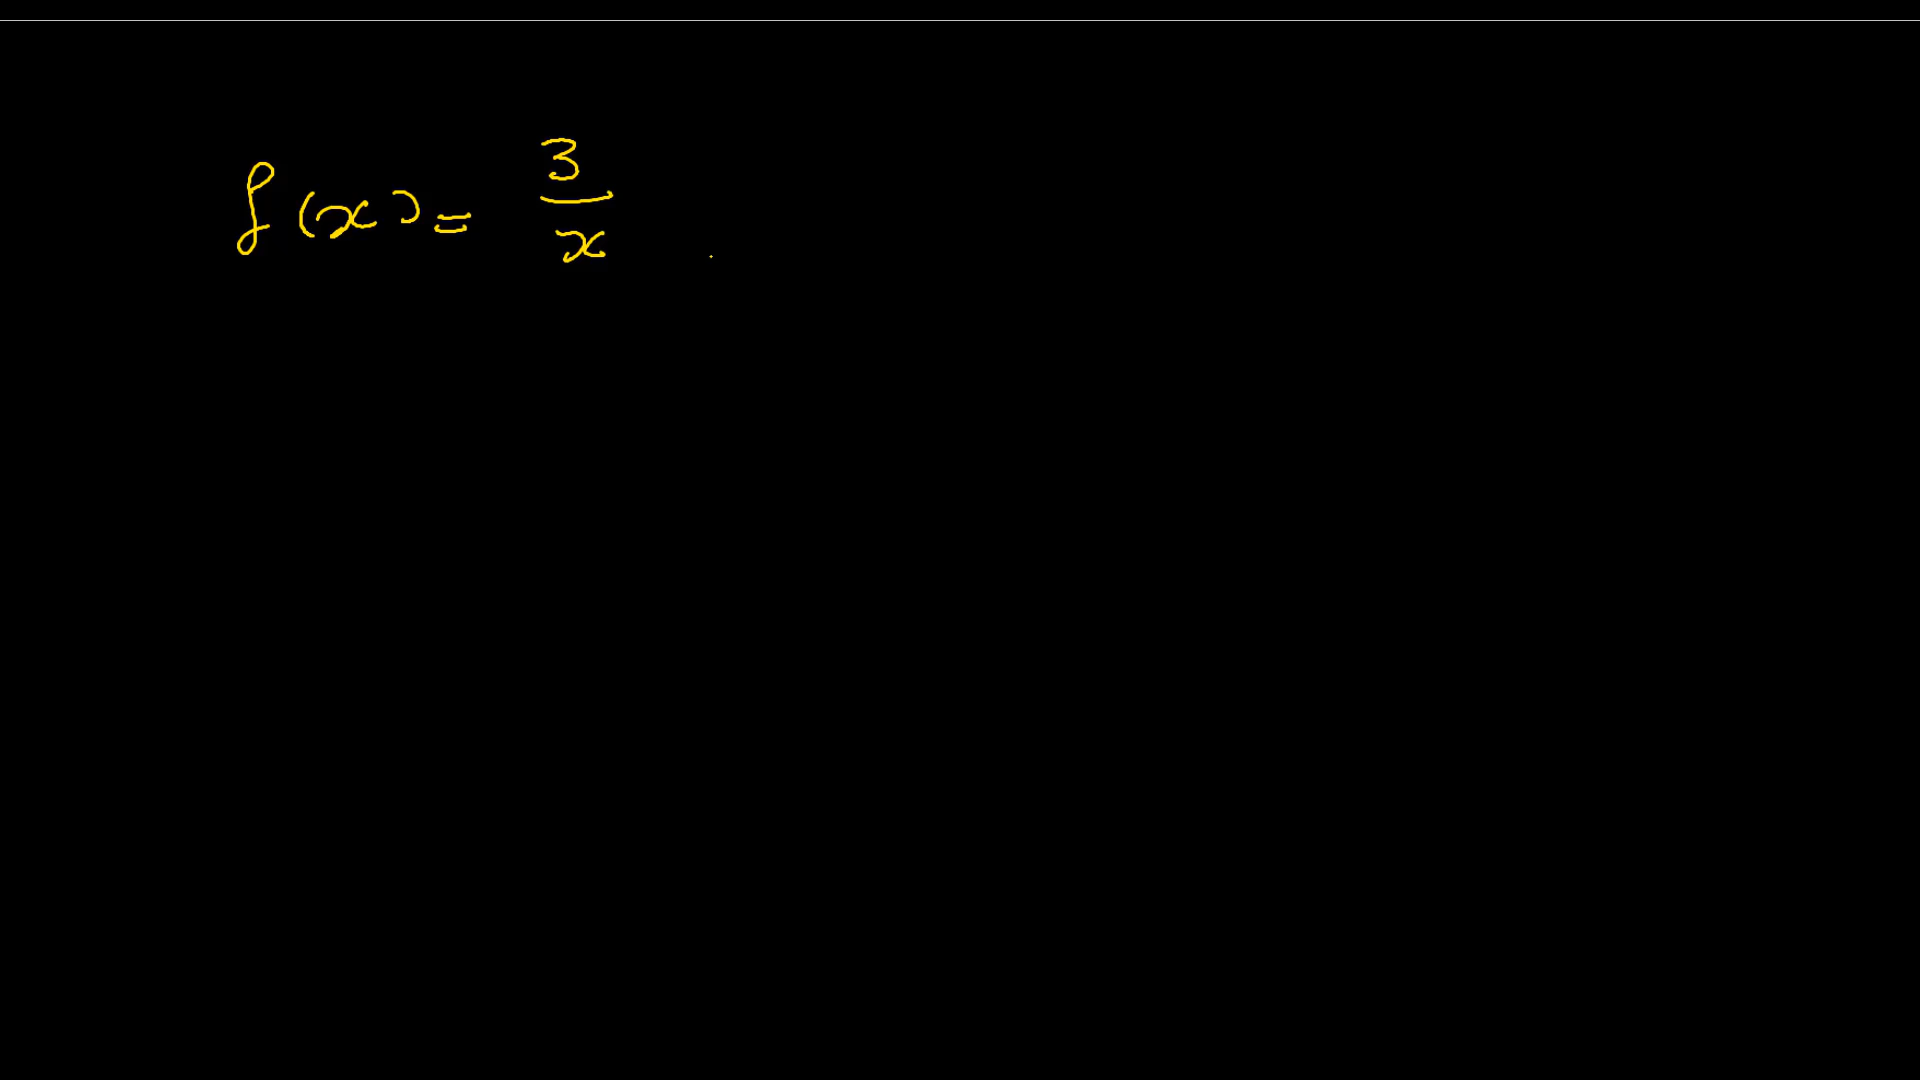 f(x) = 3/x